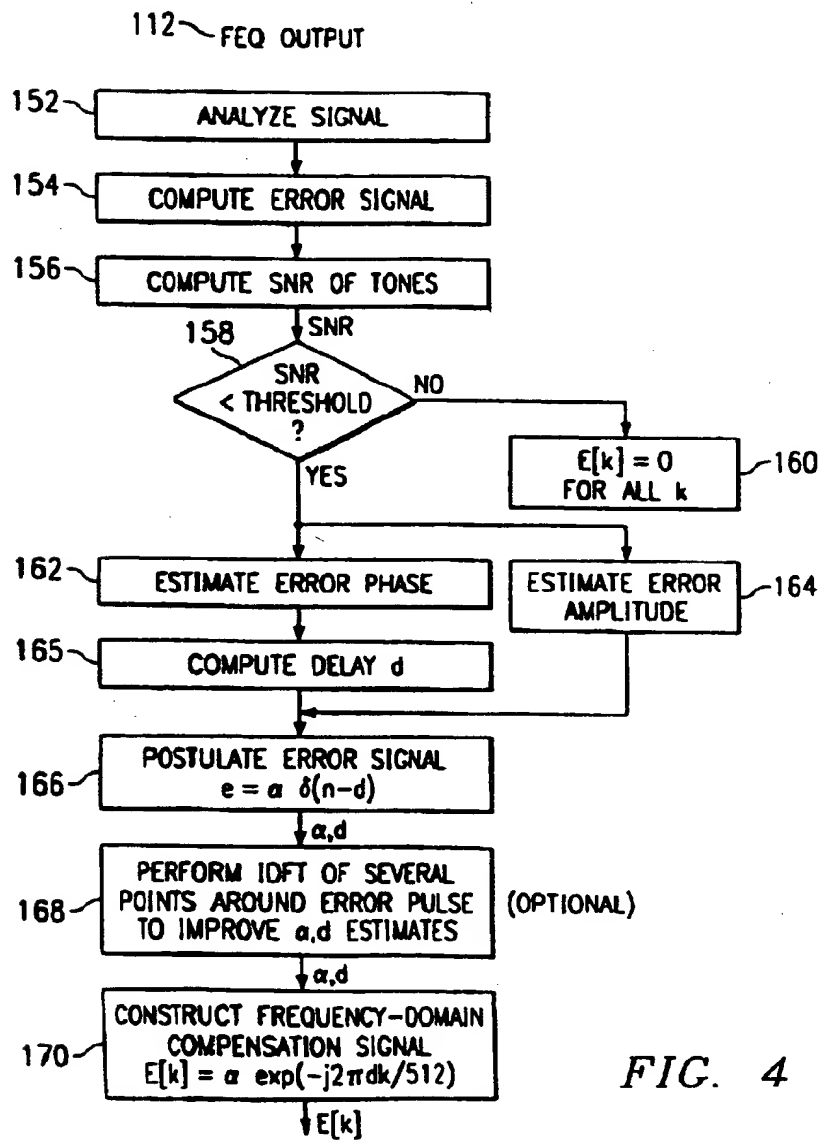 112
FEQ OUTPUT
152
ANALYZE SIGNAL
154
COMPUTE ERROR SIGNAL
156
COMPUTE SNR OF TONES
SNR
158
SNR
< THRESHOLD
?
NO
YES
E[k] = 0
FOR ALL k
160
162
ESTIMATE ERROR PHASE
ESTIMATE ERROR
AMPLITUDE
164
165
COMPUTE DELAY d
166
POSTULATE ERROR SIGNAL
e = α δ(n-d)
α,d
168
PERFORM IDFT OF SEVERAL
POINTS AROUND ERROR PULSE
TO IMPROVE α,d ESTIMATES
(OPTIONAL)
α,d
170
CONSTRUCT FREQUENCY-DOMAIN
COMPENSATION SIGNAL
E[k] = α exp(-j2πdk/512)
E[k]
FIG. 4